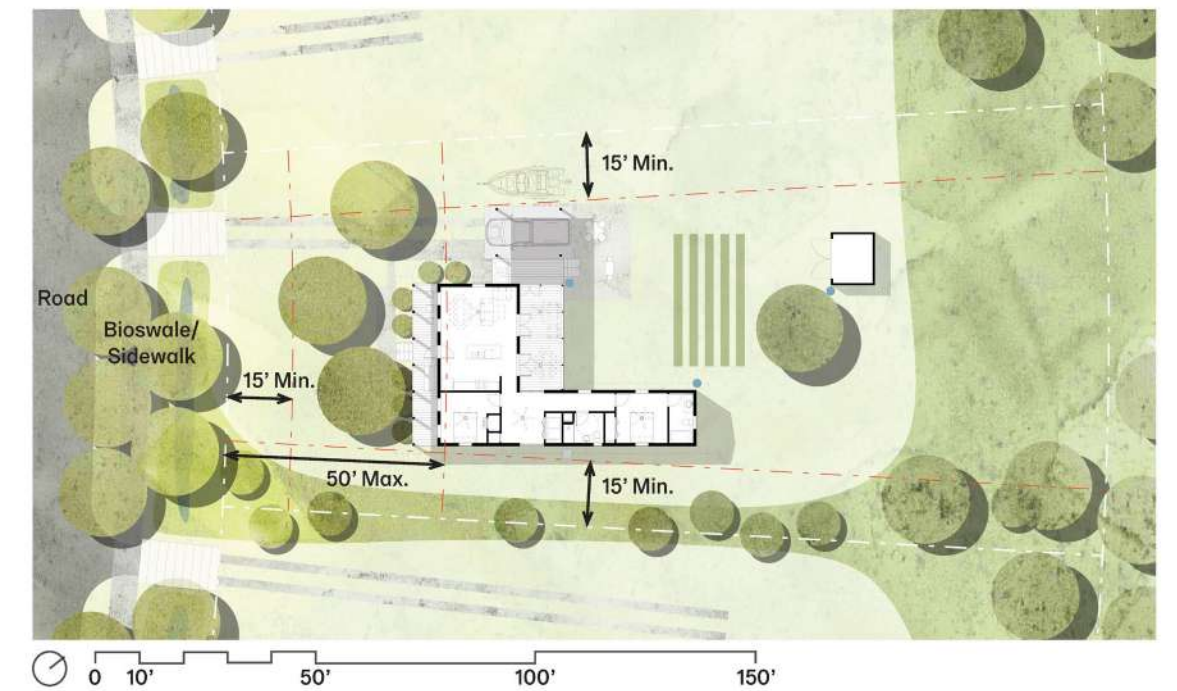 15’ Min.
Road
Bioswale/
Sidewalk
15’ Min.
50’ Max.
15’ Min.
0 10’ 50’ 100’ 150’